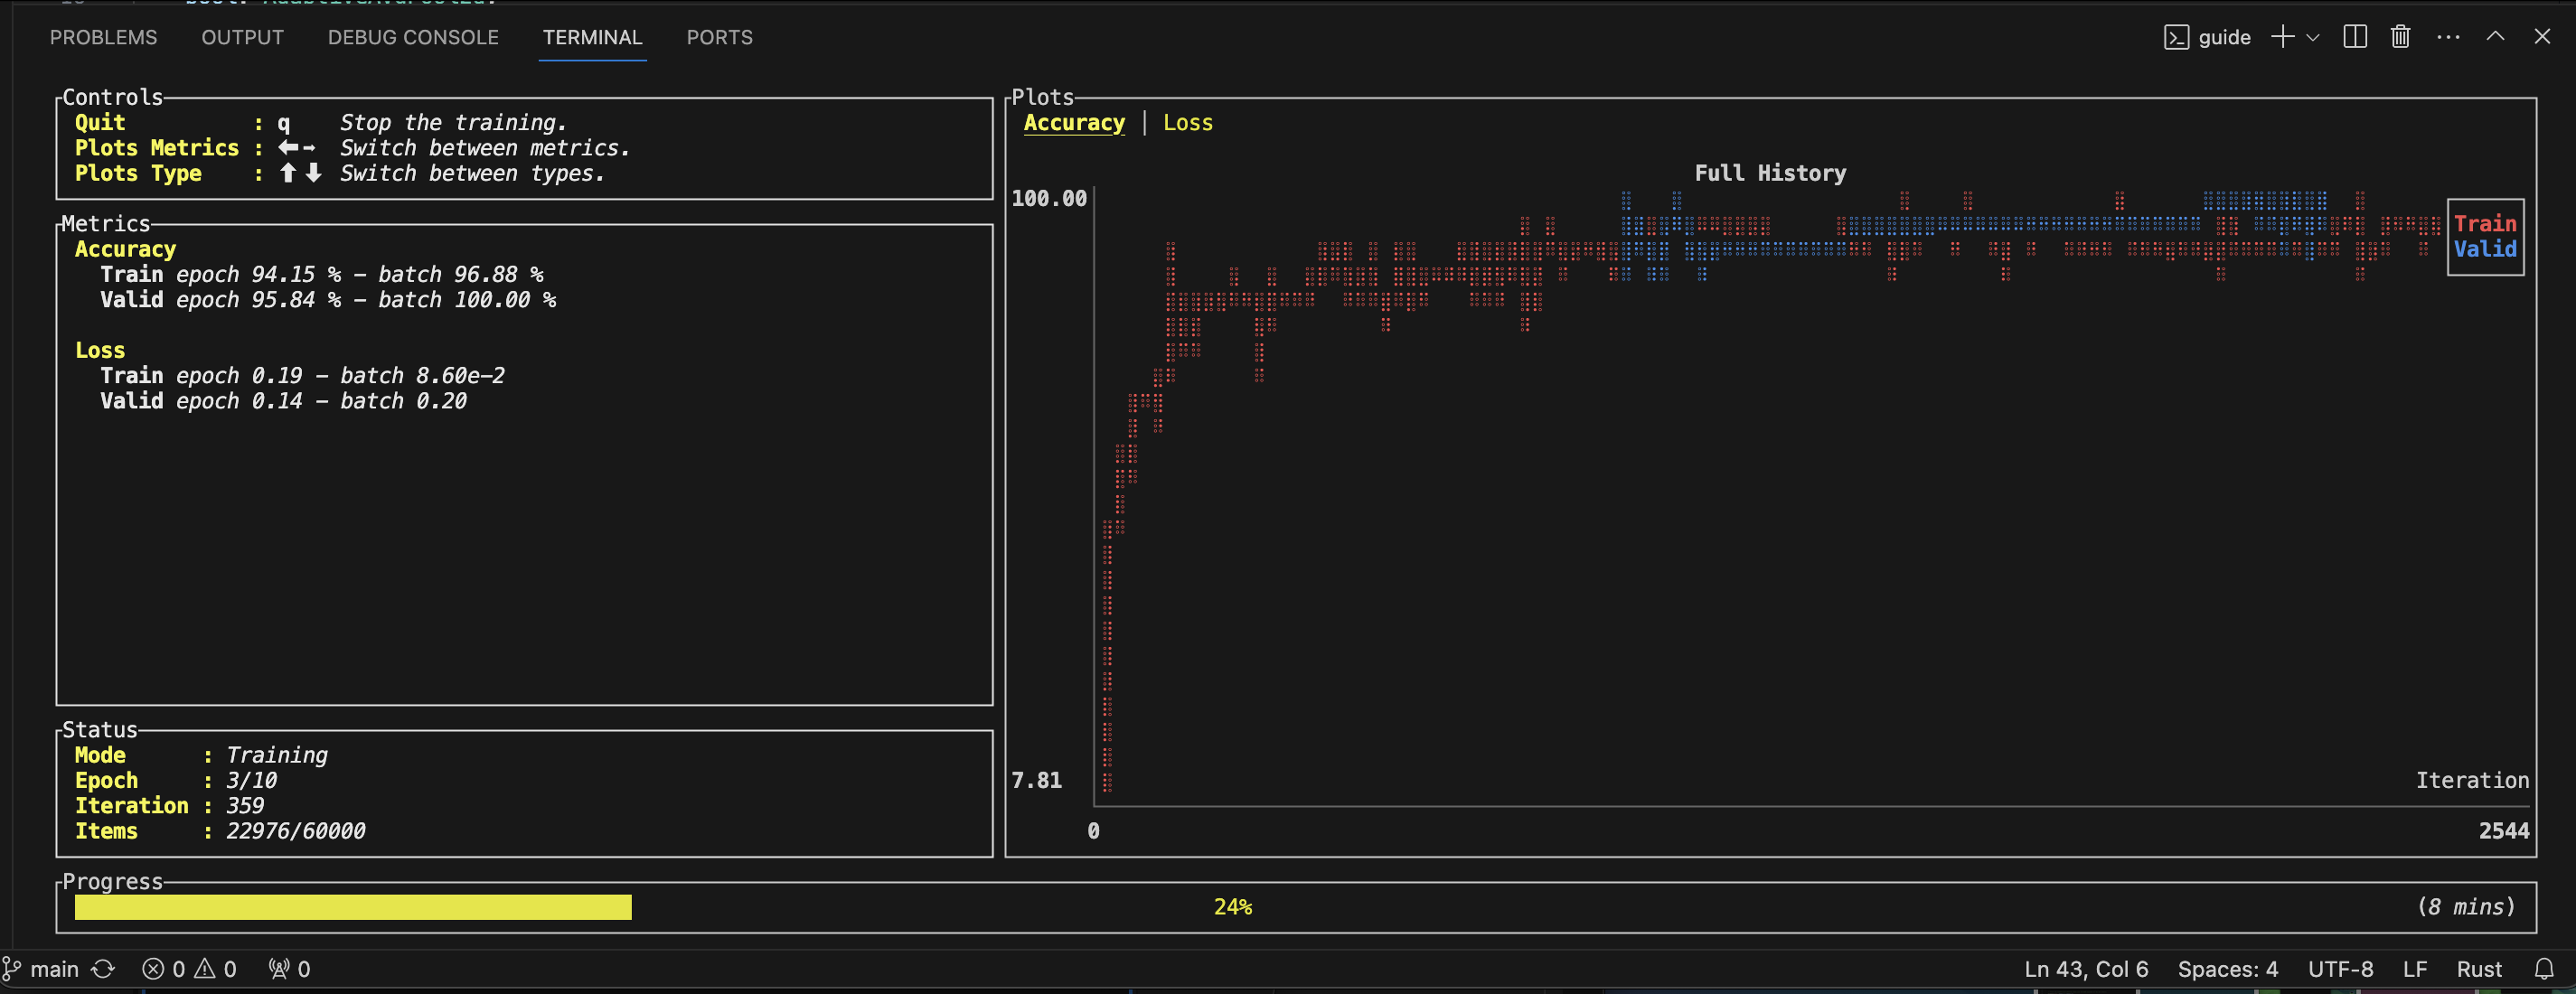 PROBLEMS OUTPUT DEBUG CONSOLE TERMINAL PORTS guide
Controls
Quit : q Stop the training.
Plots Metrics : ⬅➡ Switch between metrics.
Plots Type : ⬆⬇ Switch between types.
Metrics
Accuracy
Train epoch 94.15 % - batch 96.88 %
Valid epoch 95.84 % - batch 100.00 %
Loss
Train epoch 0.19 - batch 8.60e-2
Valid epoch 0.14 - batch 0.20
Status
Mode : Training
Epoch : 3/10
Iteration : 359
Items : 22976/60000
Plots
Accuracy | Loss
Full History
100.00
Train
Valid
7.81
Iteration
0 2544
Progress
24% (8 mins)
main 0 0 0 Ln 43, Col 6 Spaces: 4 UTF-8 LF Rust